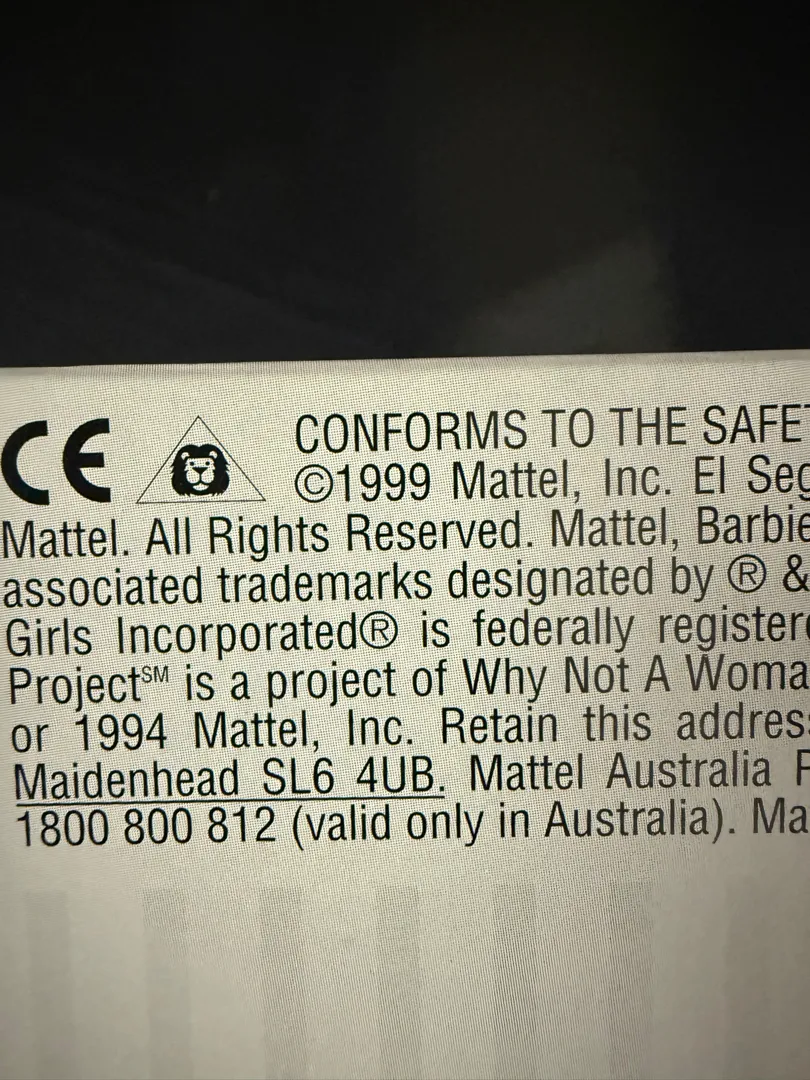 CE CONFORMS TO THE SAFE
©1999 Mattel, Inc. El Seg
Mattel. All Rights Reserved. Mattel, Barbie
associated trademarks designated by ® &
Girls Incorporated® is federally register
Project℠ is a project of Why Not A Woma
or 1994 Mattel, Inc. Retain this addres
Maidenhead SL6 4UB. Mattel Australia
1800 800 812 (valid only in Australia). Ma